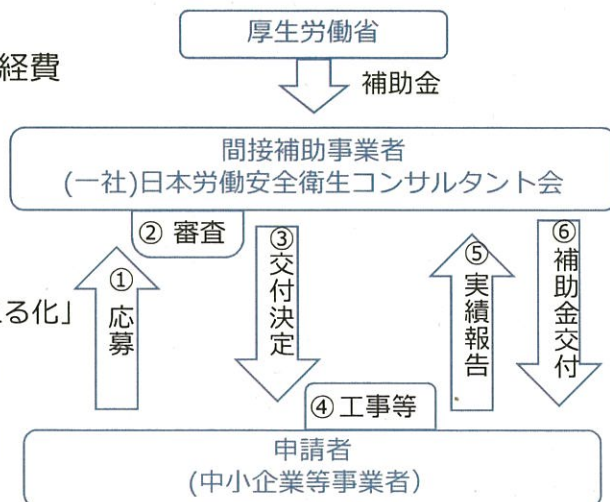 厚生労働省
経費
補助金
間接補助事業者
(一社)日本労働安全衛生コンサルタント会
② 審査
①応募
③交付決定
⑤実績報告
⑥補助金交付
る化」
④ 工事等
申請者
(中小企業等事業者)